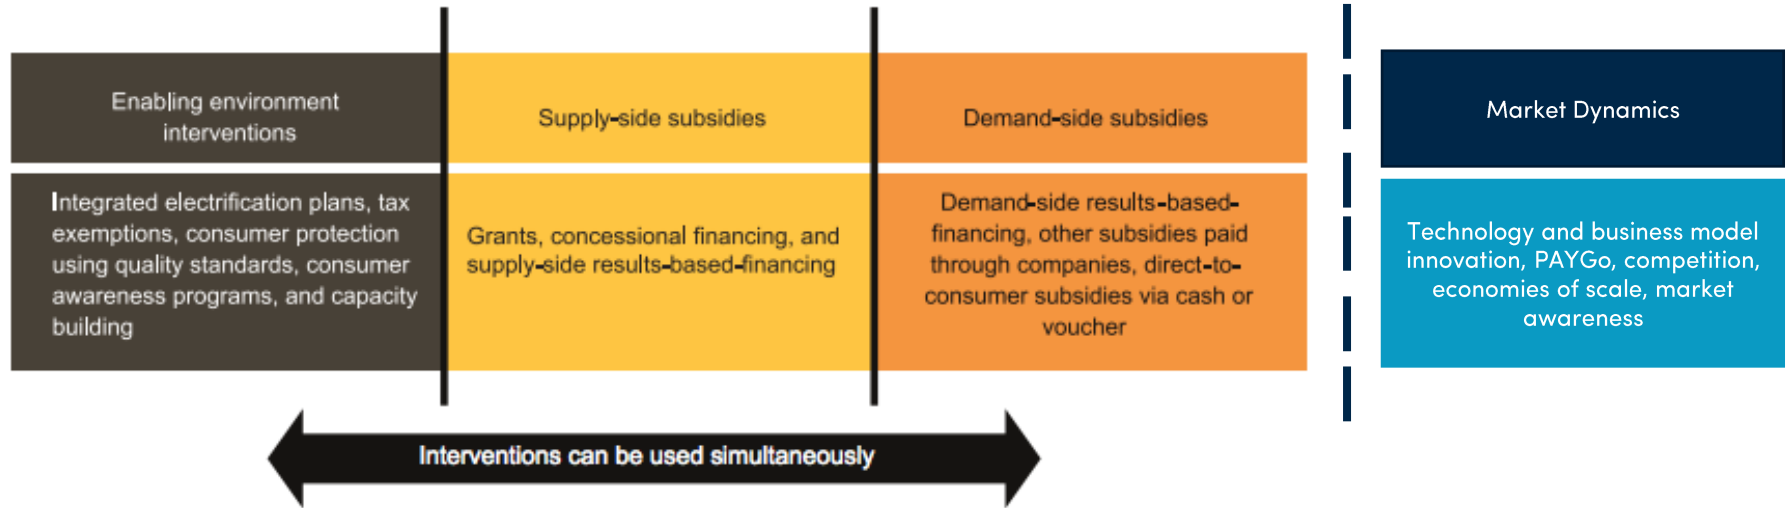 Enabling environment
interventions
Integrated electrification plans, tax
exemptions, consumer protection
using quality standards, consumer
awareness programs, and capacity
building
Supply-side subsidies
Grants, concessional financing, and
supply-side results-based-financing
Demand-side subsidies
Demand-side results-based-
financing, other subsidies paid
through companies, direct-to-
consumer subsidies via cash or
voucher
Market Dynamics
Technology and business model
innovation, PAYGo, competition,
economies of scale, market
awareness
Interventions can be used simultaneously